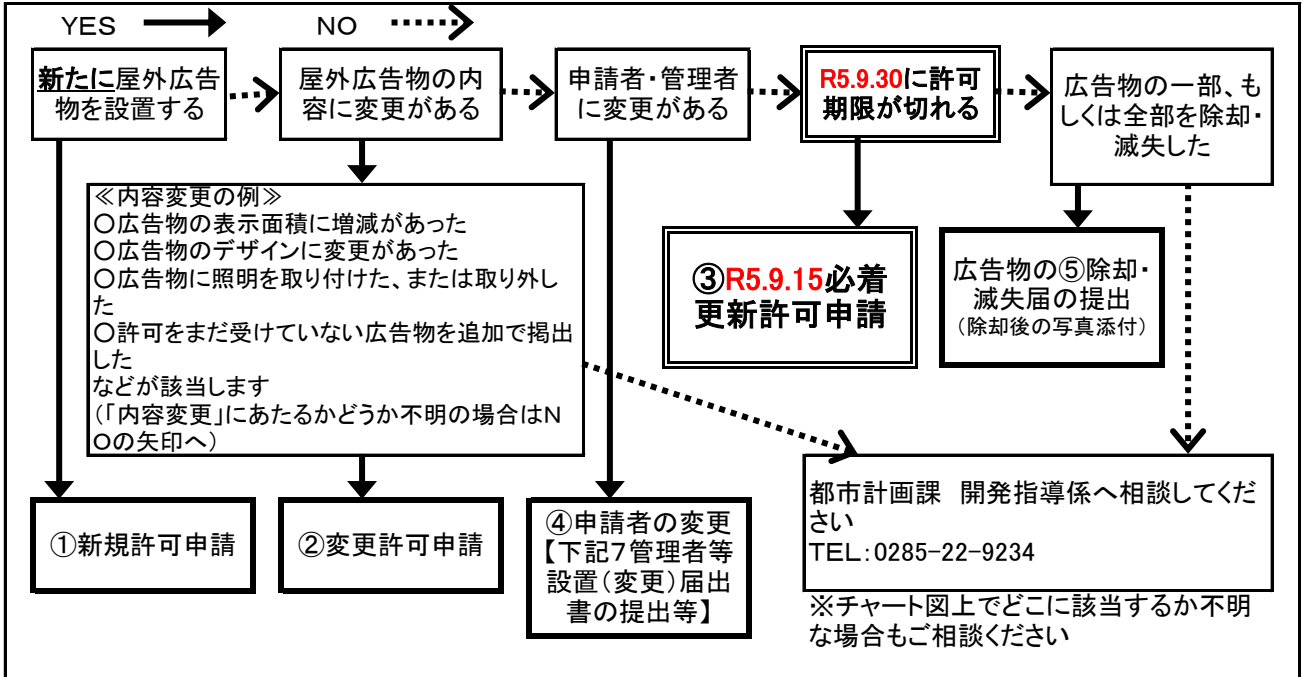 YES
NO
新たに屋外広告
物を設置する
屋外広告物の内
容に変更がある
申請者・管理者
に変更がある
R5.9.30に許可
期限が切れる
広告物の一部、も
しくは全部を除却・
滅失した
≪内容変更の例≫
〇広告物の表示面積に増減があった
〇広告物のデザインに変更があった
〇広告物に照明を取り付けた、または取り外し
た
〇許可をまだ受けていない広告物を追加で掲出
した
などが該当します
(「内容変更」にあたるかどうか不明の場合はN
Oの矢印へ)
③R5.9.15必着
更新許可申請
広告物の⑤除却・
滅失届の提出
(除却後の写真添付)
①新規許可申請
②変更許可申請
④申請者の変更
【下記7管理者等
設置(変更)届出
書の提出等】
都市計画課 開発指導係へ相談してくだ
さい
TEL:0285-22-9234
※チャート図上でどこに該当するか不明
な場合もご相談ください